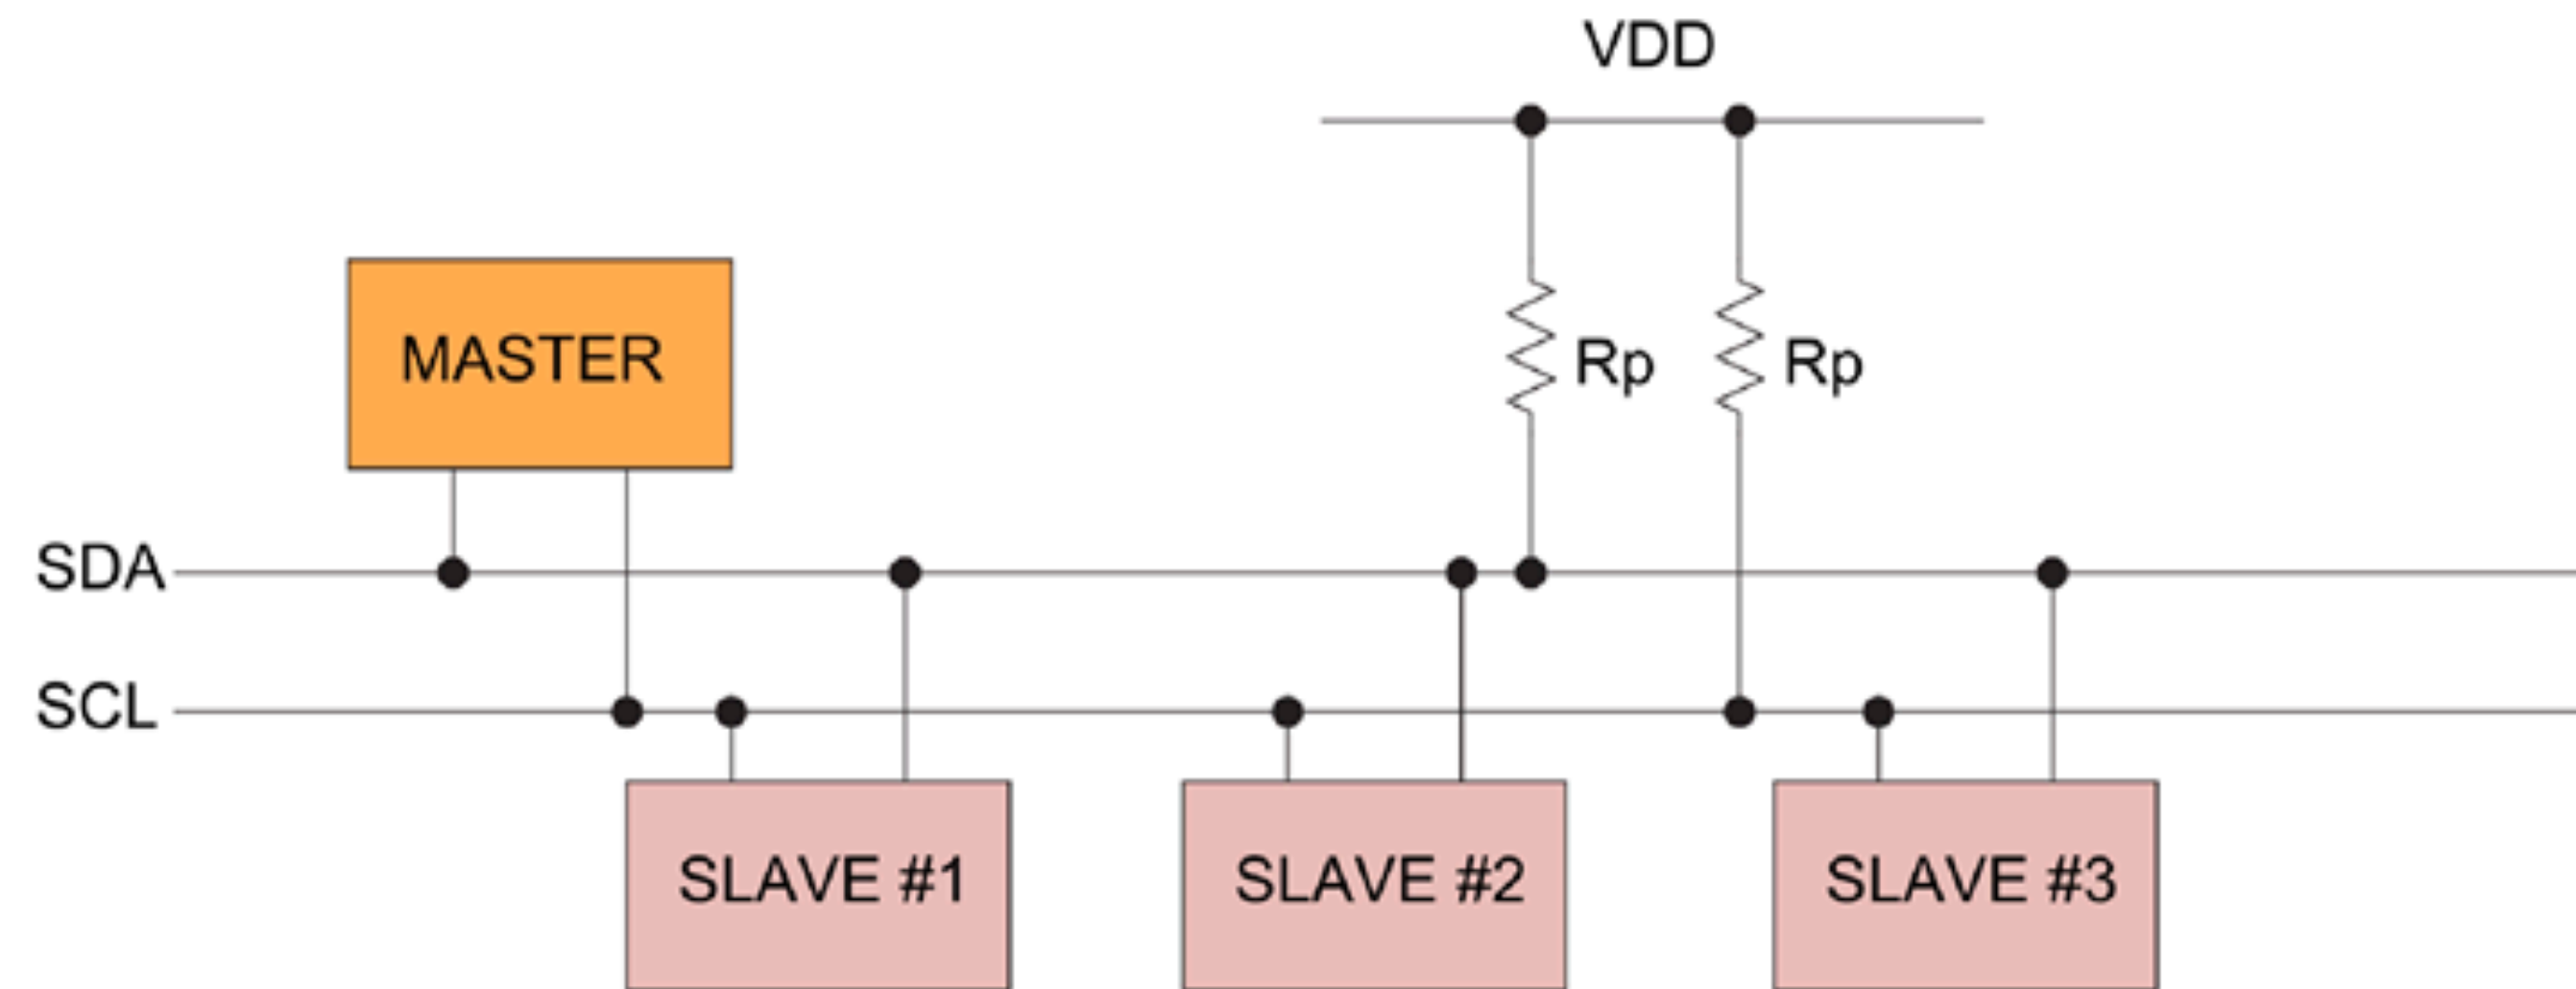 VDD
MASTER
Rp
Rp
SDA
SCL
SLAVE #1
SLAVE #2
SLAVE #3